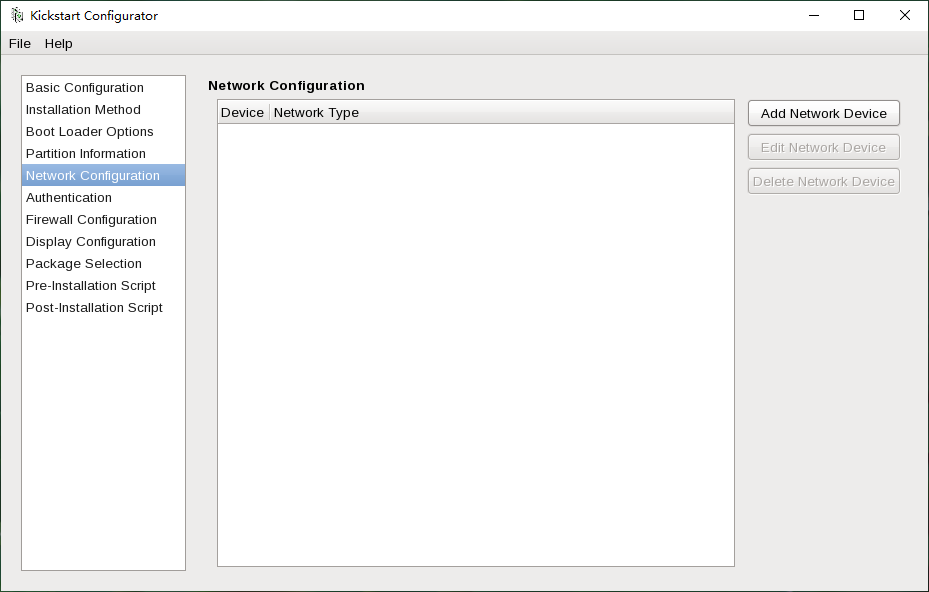 Kickstart Configurator
File Help
Basic Configuration
Installation Method
Boot Loader Options
Partition Information
Network Configuration
Authentication
Firewall Configuration
Display Configuration
Package Selection
Pre-Installation Script
Post-Installation Script
Network Configuration
Device Network Type
Add Network Device
Edit Network Device
Delete Network Device